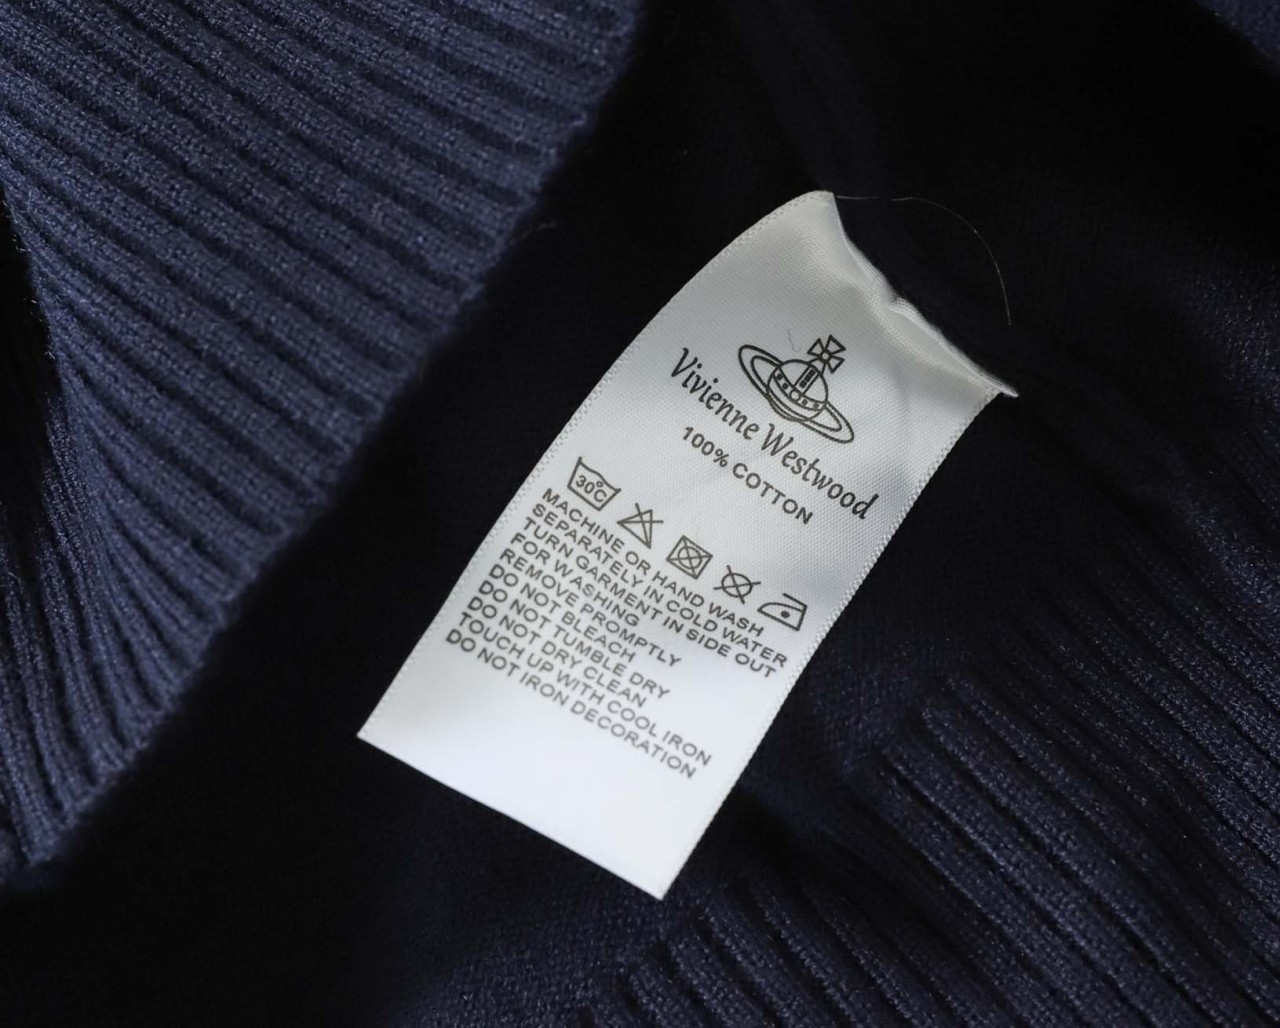 Vivienne Westwood
100% COTTON
30°C
MACHINE OR HAND WASH
SEPARATELY IN COLD WATER
TURN GARMENT IN SIDE OUT
FOR WASHING
REMOVE PROMPTLY
DO NOT BLEACH
DO NOT TUMBLE DRY
DO NOT DRY CLEAN
TOUCH UP WITH COOL IRON
DO NOT IRON DECORATION